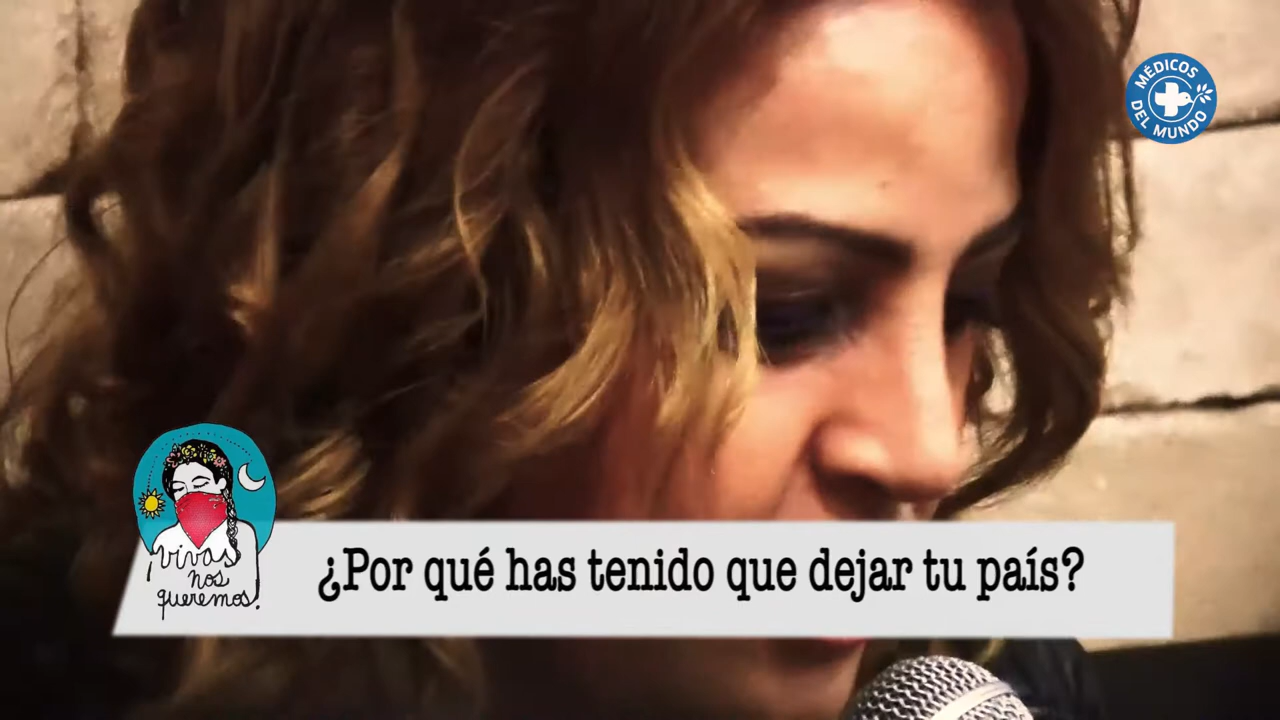 MÉDICOS
DEL MUNDO
¿Por qué has tenido que dejar tu país?
¡vivas
nos
queremos!